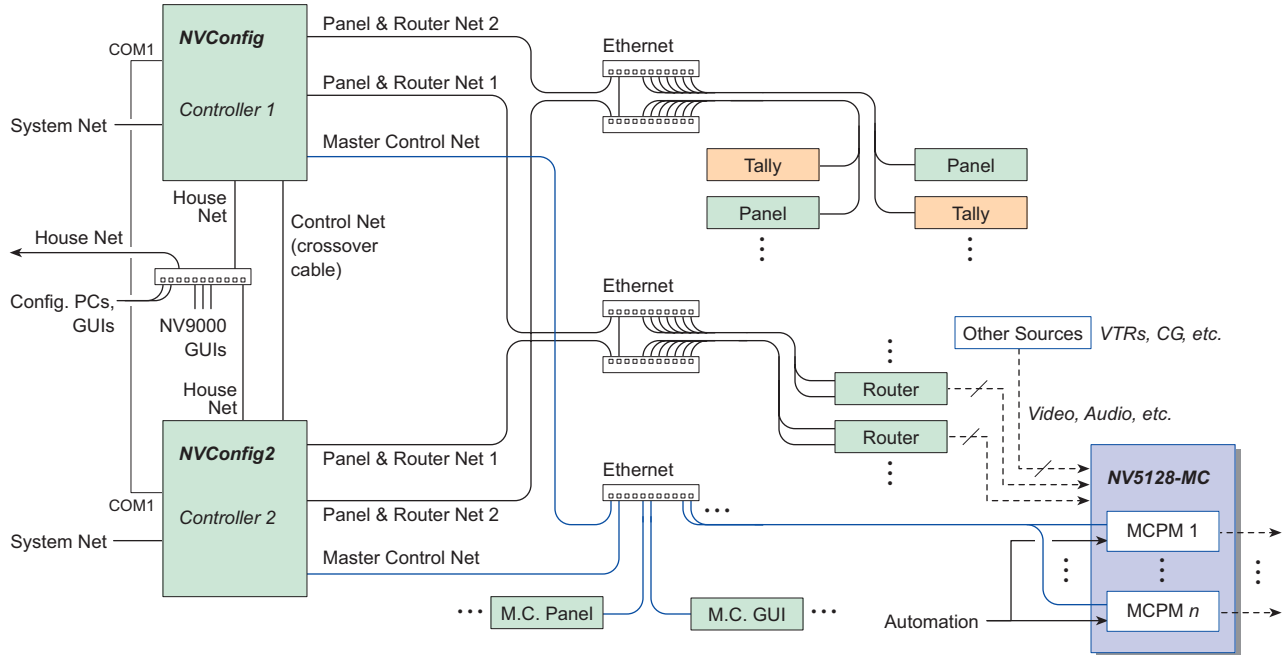 NVConfig
Controller 1
COM1
System Net
Panel & Router Net 2
Panel & Router Net 1
Master Control Net
Ethernet
Tally
Panel
Panel
Tally
House
Net
Control Net
(crossover
cable)
House Net
Config. PCs,
GUIs
NV9000
GUIs
House
Net
Ethernet
Other Sources
VTRs, CG, etc.
Router
Video, Audio, etc.
Router
NVConfig2
Controller 2
COM1
System Net
Panel & Router Net 1
Panel & Router Net 2
Master Control Net
Ethernet
NV5128-MC
MCPM 1
MCPM n
M.C. Panel
M.C. GUI
Automation